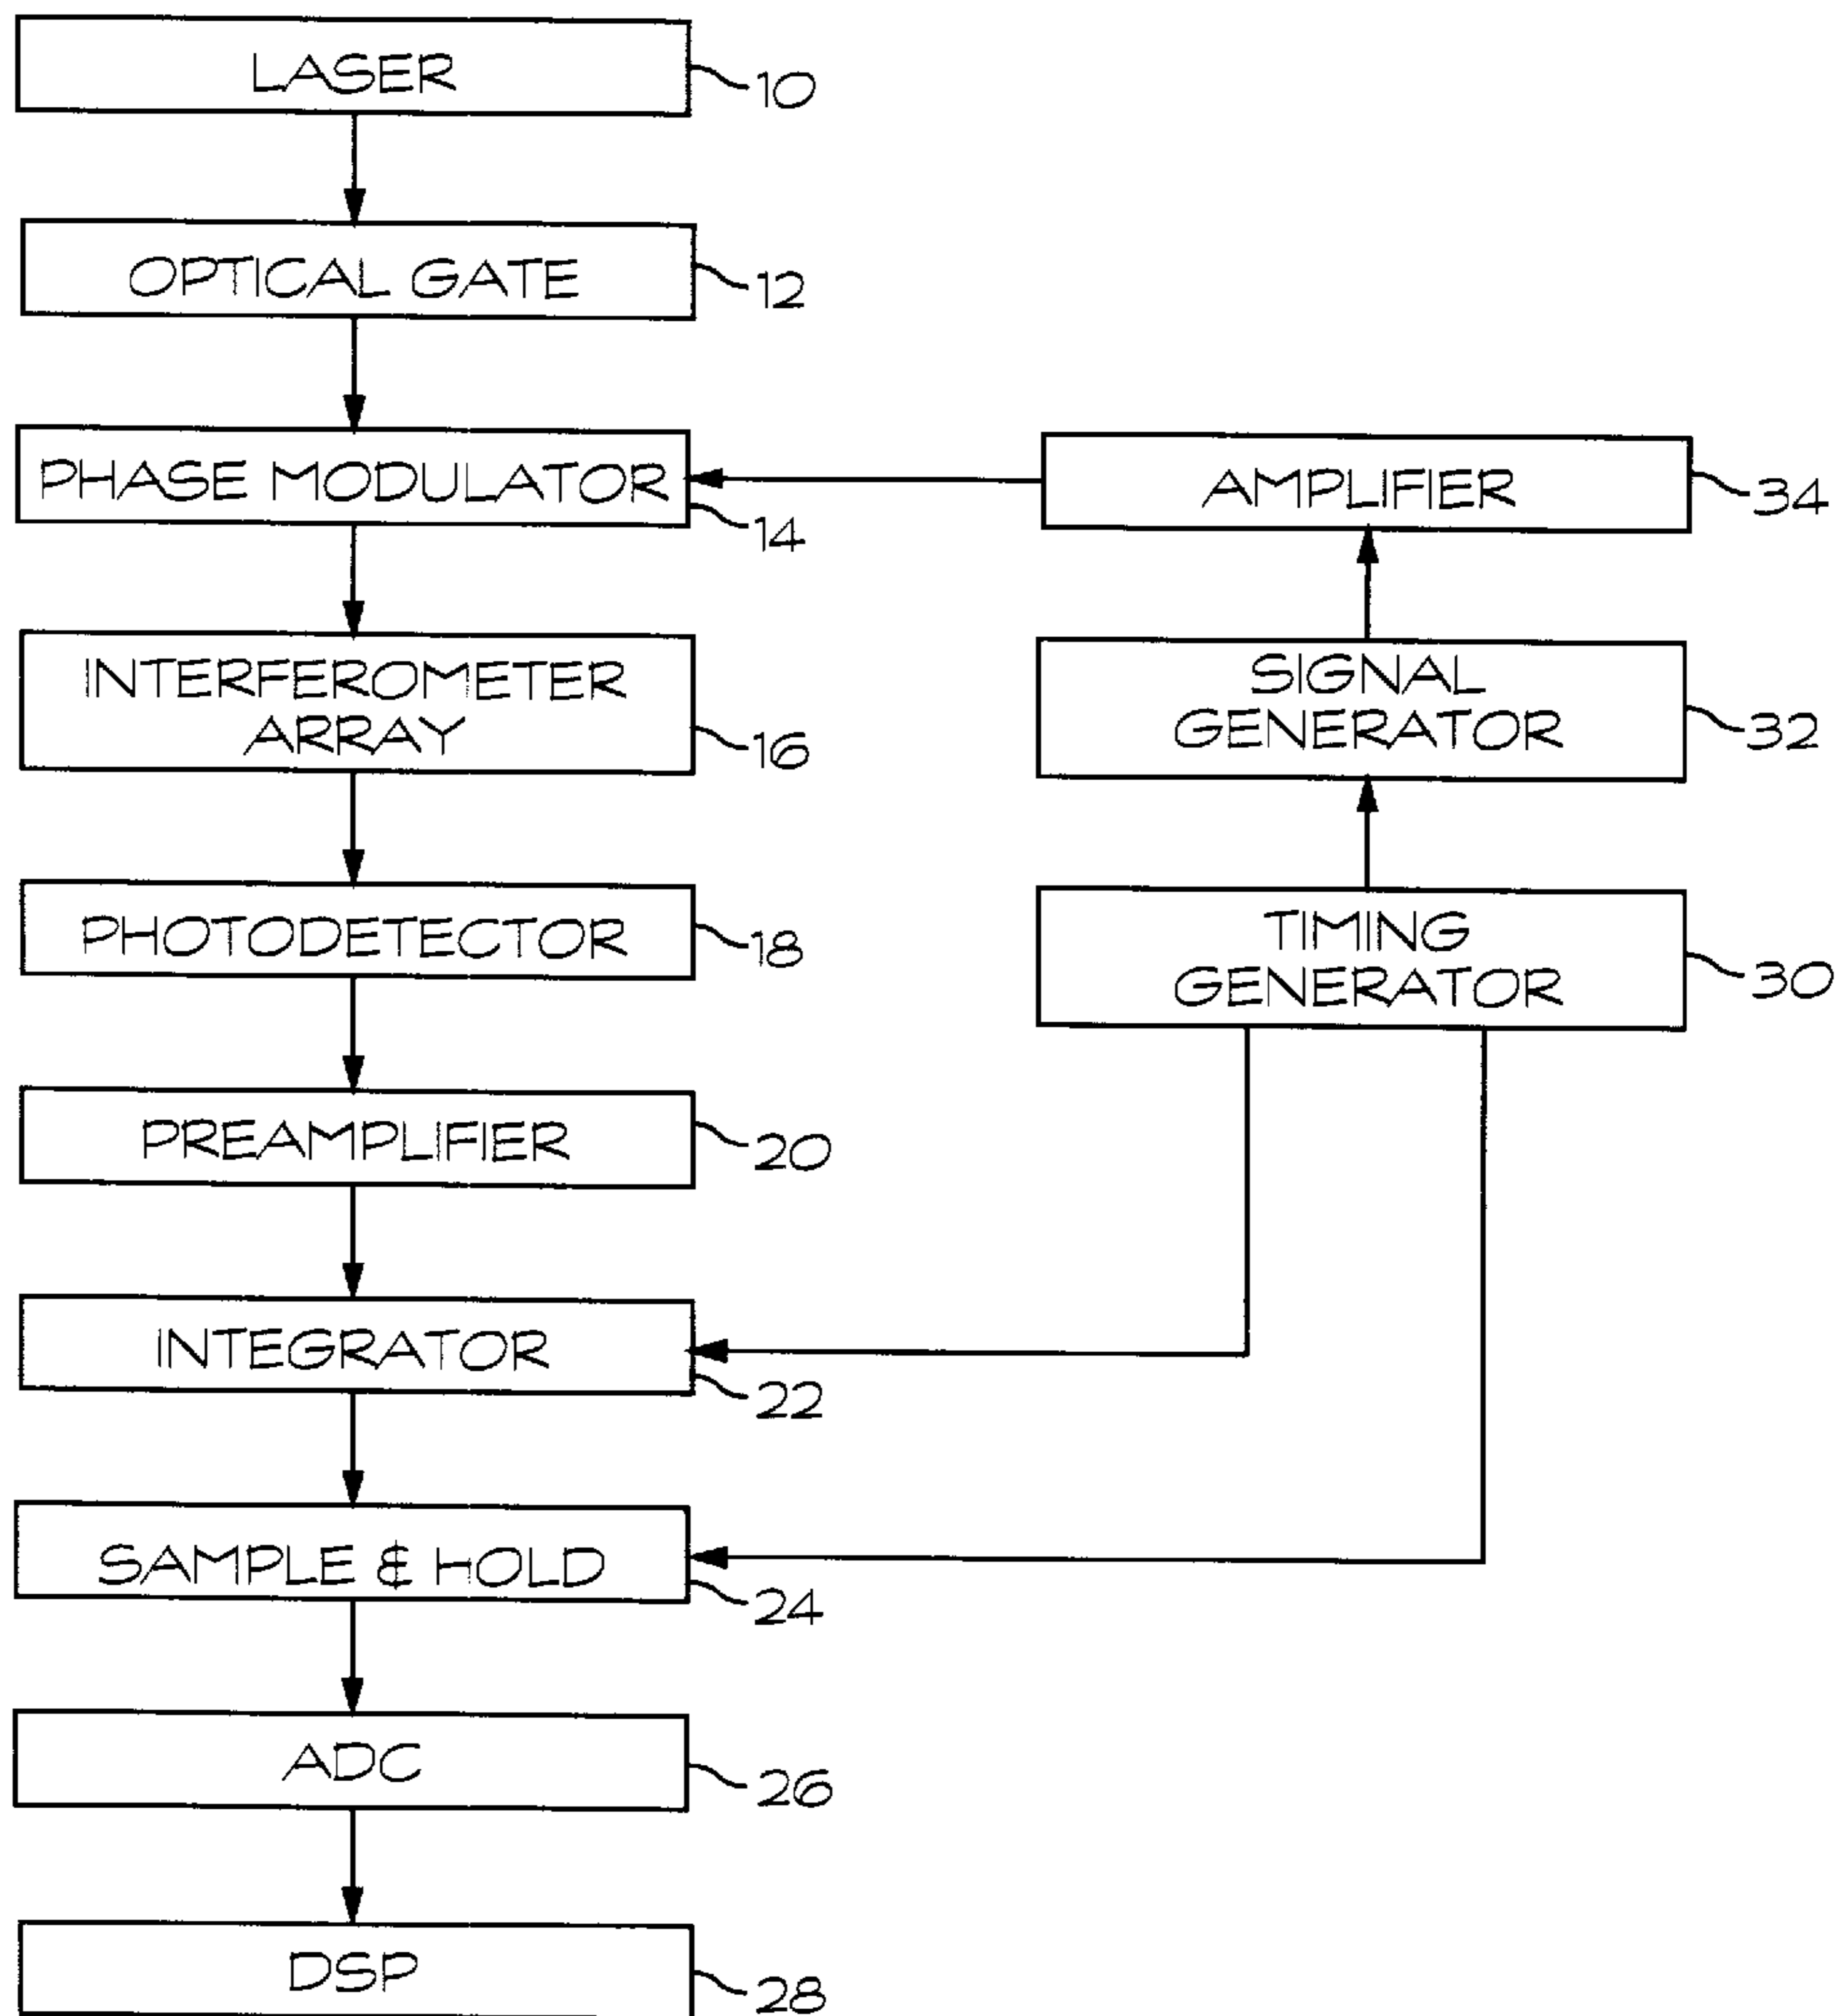 LASER
10
OPTICAL GATE
12
PHASE MODULATOR
14
AMPLIFIER
34
INTERFEROMETER
ARRAY
16
SIGNAL
GENERATOR
32
PHOTODETECTOR
18
TIMING
GENERATOR
30
PREAMPLIFIER
20
INTEGRATOR
22
SAMPLE & HOLD
24
ADC
26
DSP
28